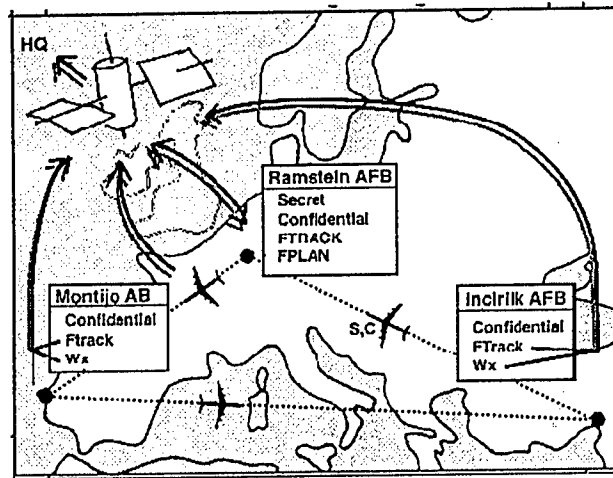 HQ
Ramstein AFB
Secret
Confidential
FTRACK
FPLAN
Montijo AB
Confidential
Ftrack
Wx
S,C
Incirlik AFB
Confidential
FTrack
Wx